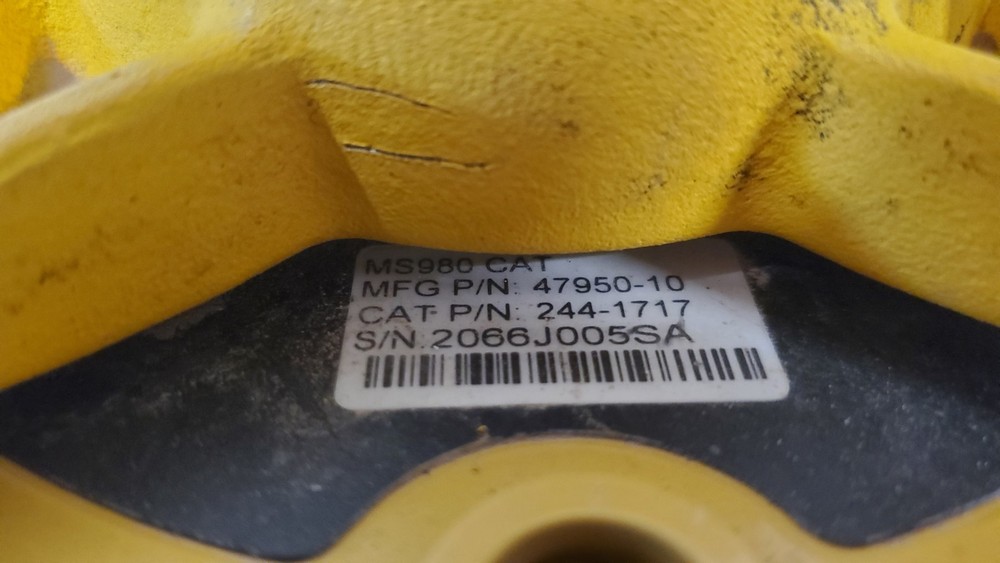 MS980 CAT
MFG P/N: 47950-10
CAT P/N: 244-1717
S/N:2066J005SA